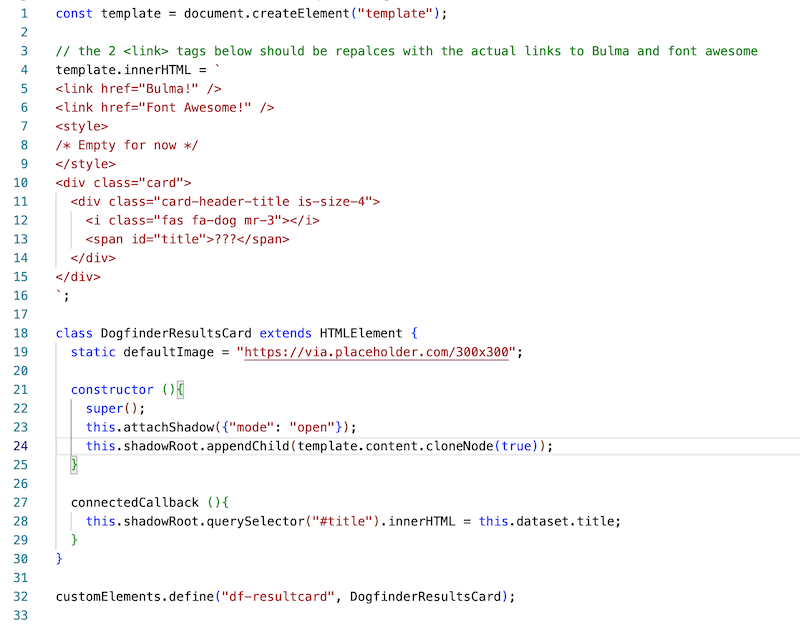 1 const template = document.createElement("template");
2
3 // the 2 <link> tags below should be repalces with the actual links to Bulma and font awesome
4 template.innerHTML = `
5 <link href="Bulma!" />
6 <link href="Font Awesome!" />
7 <style>
8 /* Empty for now */
9 </style>
10 <div class="card">
11   <div class="card-header-title is-size-4">
12     <i class="fas fa-dog mr-3"></i>
13     <span id="title">???</span>
14   </div>
15 </div>
16 `;
17
18 class DogfinderResultsCard extends HTMLElement {
19   static defaultImage = "https://via.placeholder.com/300x300";
20
21   constructor (){
22     super();
23     this.attachShadow({"mode": "open"});
24     this.shadowRoot.appendChild(template.content.cloneNode(true));
25   }
26
27   connectedCallback (){
28     this.shadowRoot.querySelector("#title").innerHTML = this.dataset.title;
29   }
30 }
31
32 customElements.define("df-resultcard", DogfinderResultsCard);
33